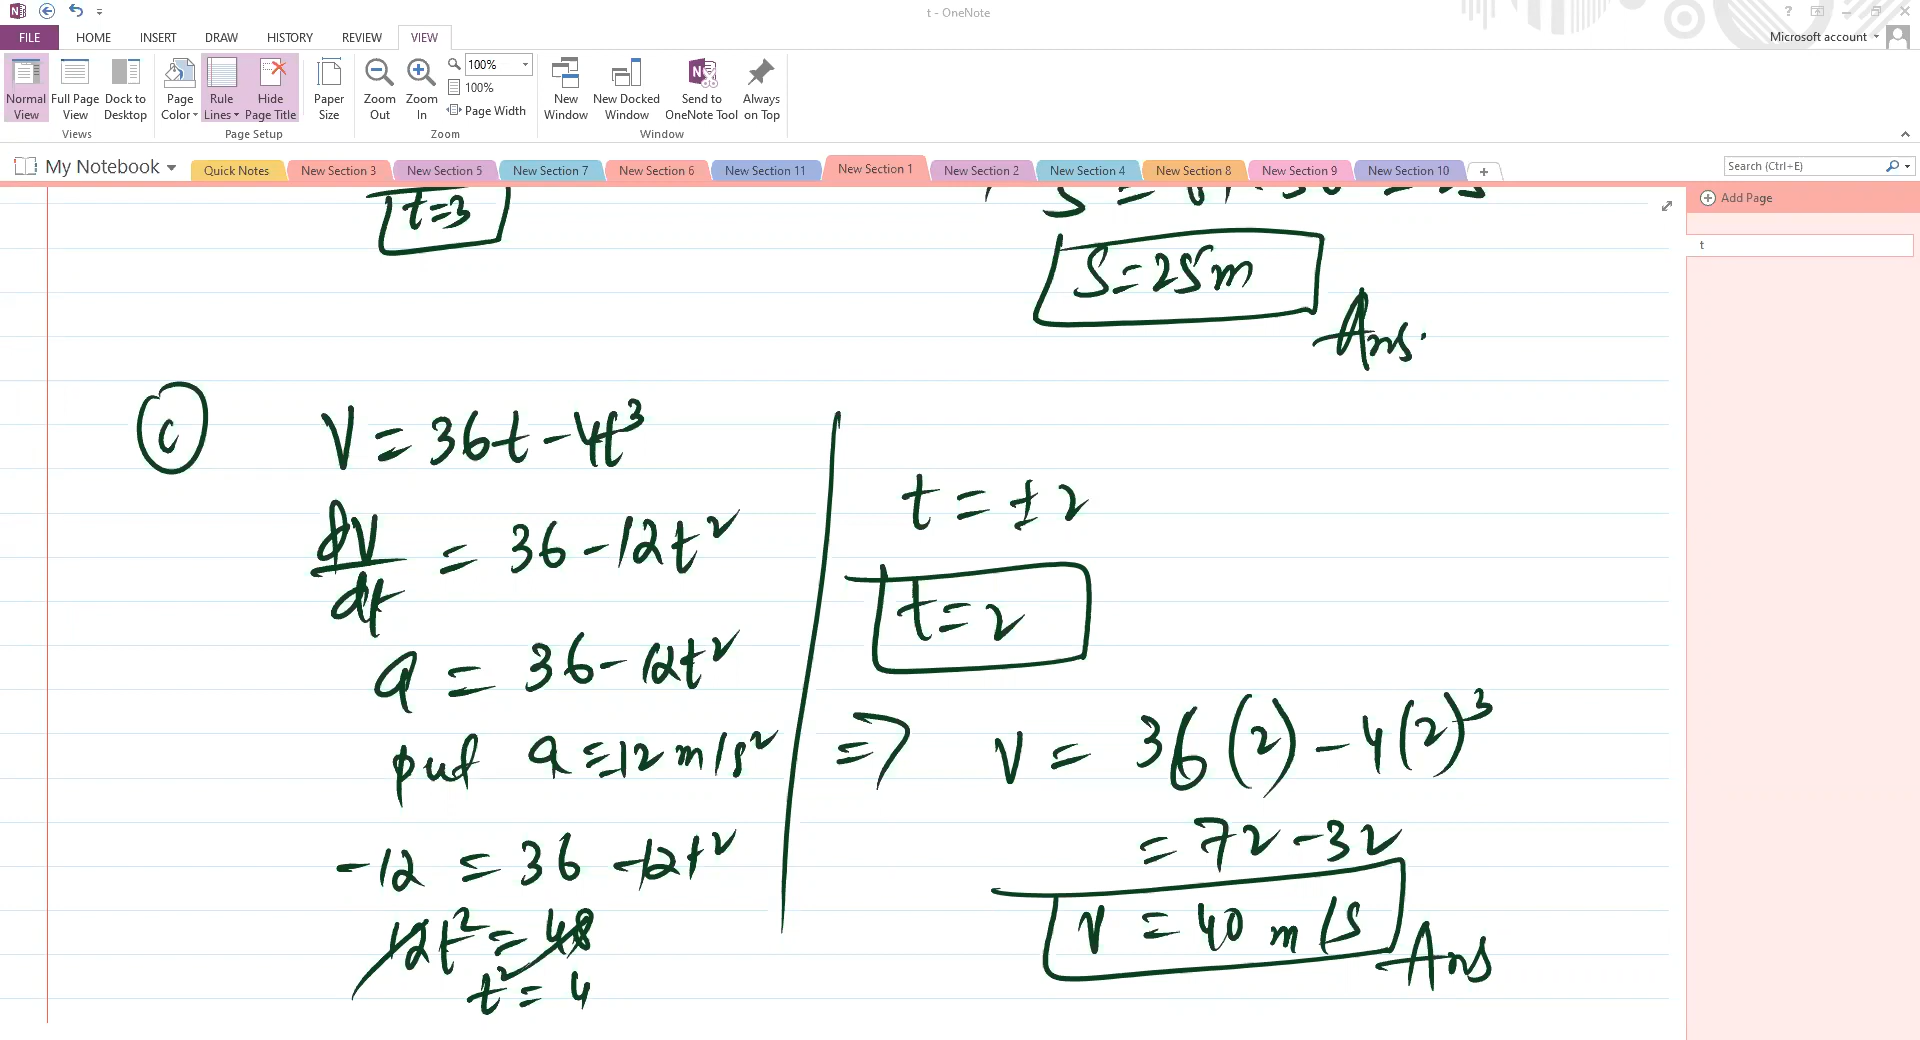 t - OneNote
FILE HOME INSERT DRAW HISTORY REVIEW VIEW
Microsoft account
Normal View Full Page View Dock to Desktop Page Color Rule Lines Hide Page Title Paper Size Zoom Out Zoom In 100% 100% Page Width New Window New Docked Window Send to OneNote Tool Always on Top
Views Page Setup Zoom Window
My Notebook Quick Notes New Section 3 New Section 5 New Section 7 New Section 6 New Section 11 New Section 1 New Section 2 New Section 4 New Section 8 New Section 9 New Section 10 +
Search (Ctrl+E)
Add Page
t
t=3
S=25m
Ans.
(c)
V = 36t - 4t³
dV/dt = 36 - 12t²
a = 36 - 12t²
put a = -12 m/s²
-12 = 36 - 12t²
12t² = 48
t² = 4
t = ±2
t = 2
=> V = 36(2) - 4(2)³
= 72 - 32
V = 40 m/s
Ans